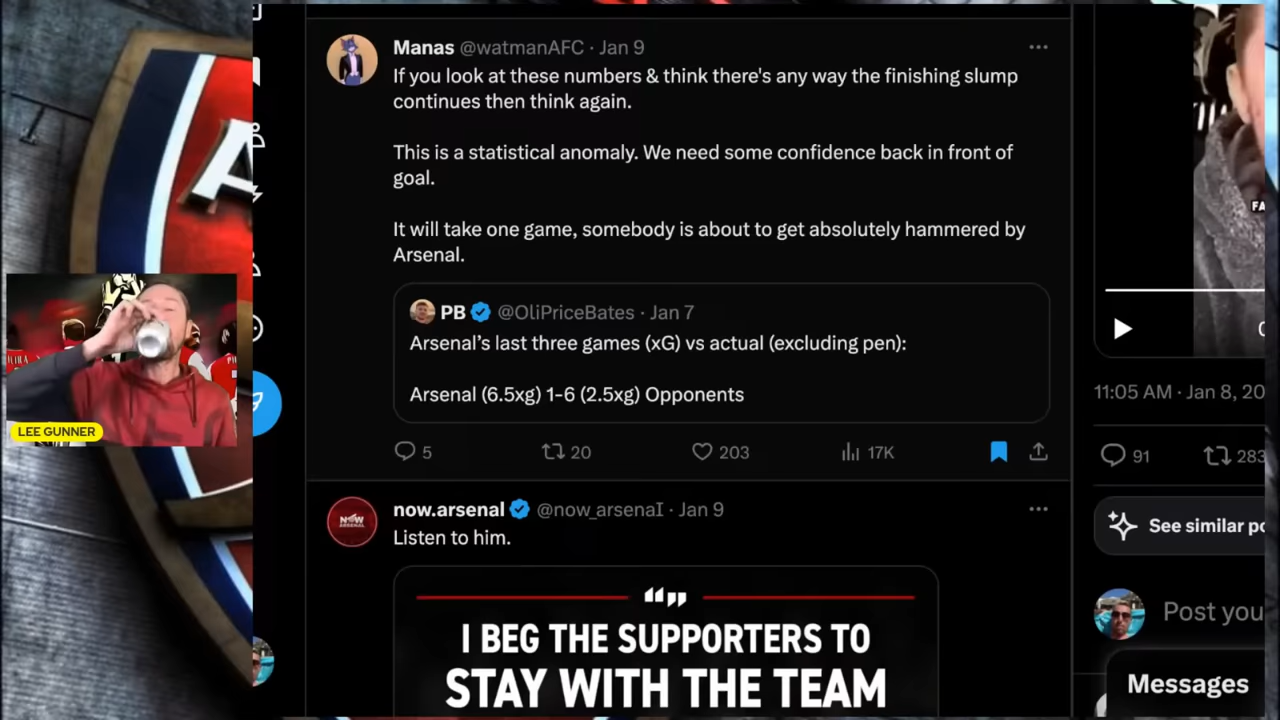 Manas @watmanAFC · Jan 9
If you look at these numbers & think there's any way the finishing slump
continues then think again.
This is a statistical anomaly. We need some confidence back in front of
goal.
It will take one game, somebody is about to get absolutely hammered by
Arsenal.
PB @OliPriceBates · Jan 7
Arsenal’s last three games (xG) vs actual (excluding pen):
Arsenal (6.5xg) 1-6 (2.5xg) Opponents
5 20 203 17K
now.arsenal @now_arsenaI · Jan 9
Listen to him.
NOW
ARSENAL
I BEG THE SUPPORTERS TO
STAY WITH THE TEAM
LEE GUNNER
A
FA
11:05 AM · Jan 8, 20
91 283
See similar po
Post you
Messages